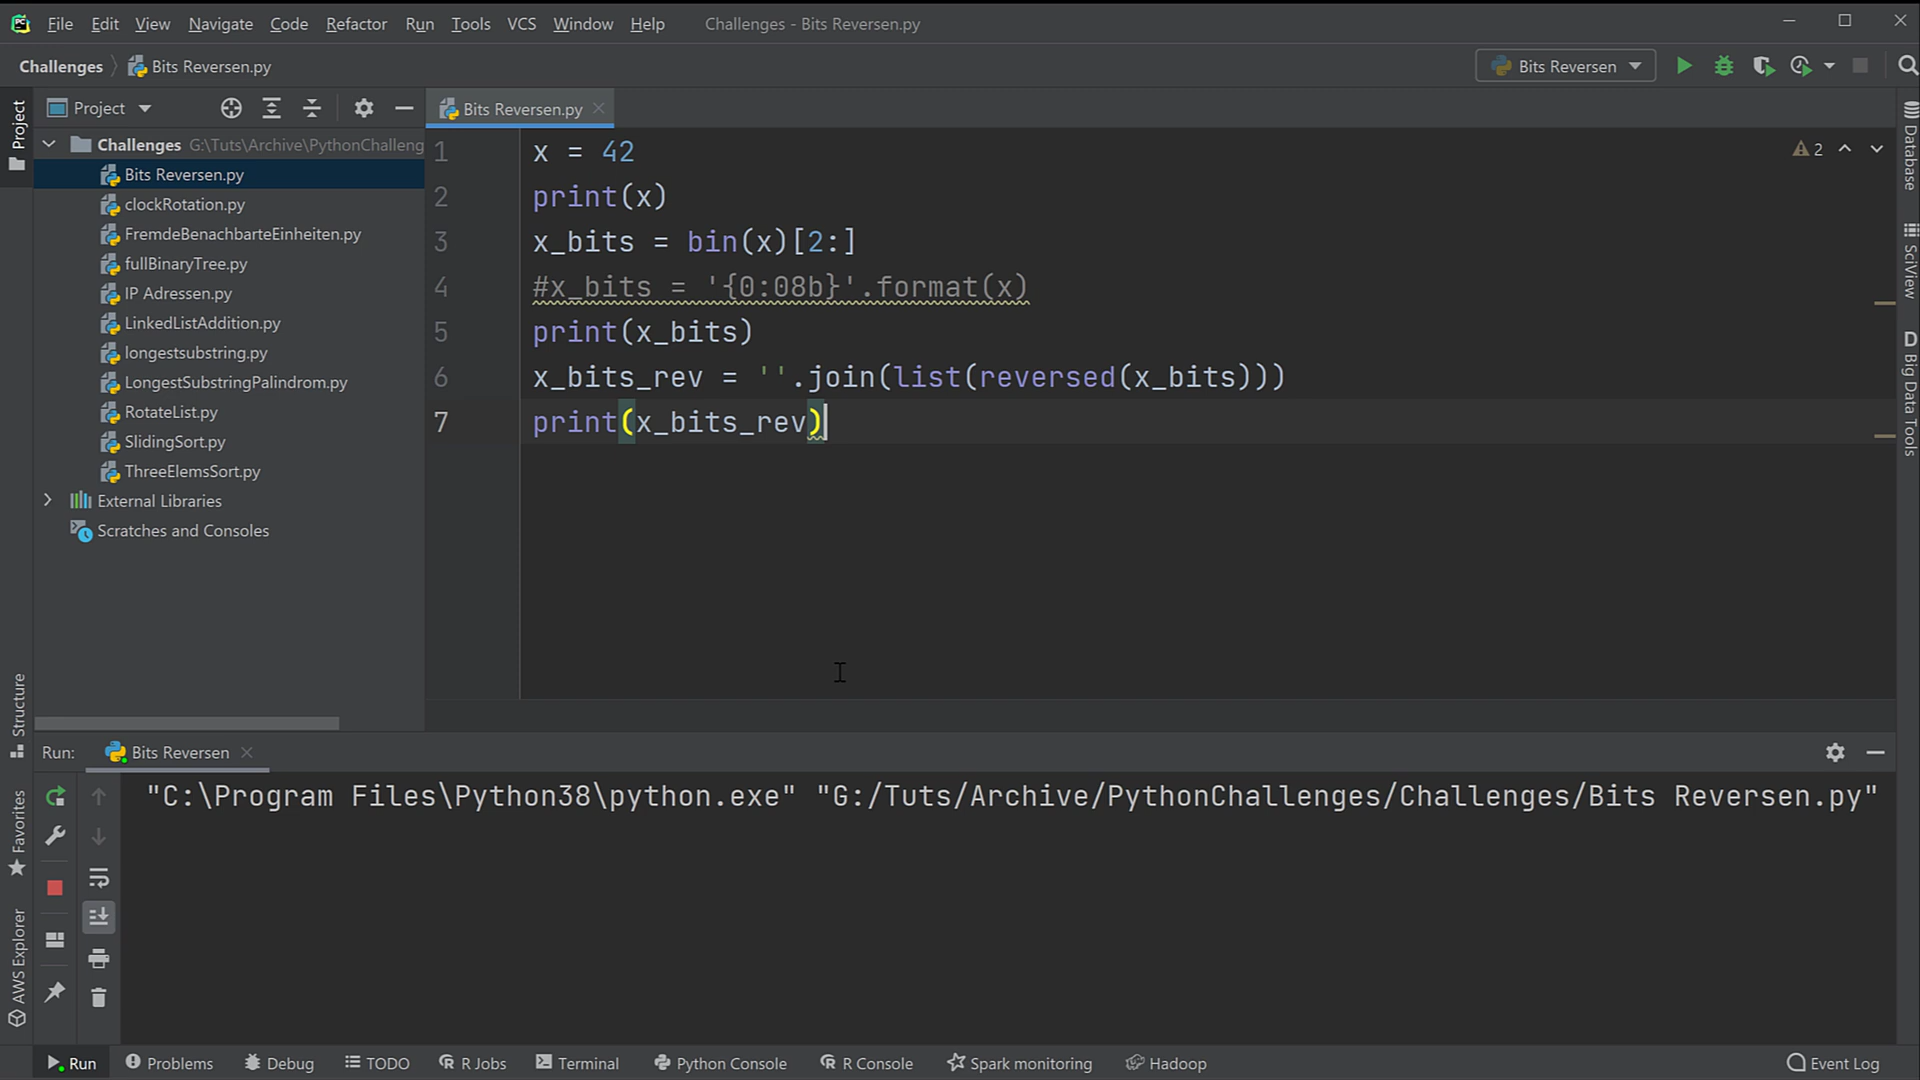 File Edit View Navigate Code Refactor Run Tools VCS Window Help Challenges - Bits Reversen.py
Challenges Bits Reversen.py Bits Reversen
Project
Project
Bits Reversen.py
Challenges G:\Tuts\Archive\PythonChalleng
Bits Reversen.py
clockRotation.py
FremdeBenachbarteEinheiten.py
fullBinaryTree.py
IP Adressen.py
LinkedListAddition.py
longestsubstring.py
LongestSubstringPalindrom.py
RotateList.py
SlidingSort.py
ThreeElemsSort.py
External Libraries
Scratches and Consoles
1 x = 42
2 print(x)
3 x_bits = bin(x)[2:]
4 #x_bits = '{0:08b}'.format(x)
5 print(x_bits)
6 x_bits_rev = ''.join(list(reversed(x_bits)))
7 print(x_bits_rev)
2
Database
SciView
D Big Data Tools
Structure
Favorites
AWS Explorer
Run: Bits Reversen
"C:\Program Files\Python38\python.exe" "G:/Tuts/Archive/PythonChallenges/Challenges/Bits Reversen.py"
Run Problems Debug TODO R Jobs Terminal Python Console R Console Spark monitoring Hadoop Event Log